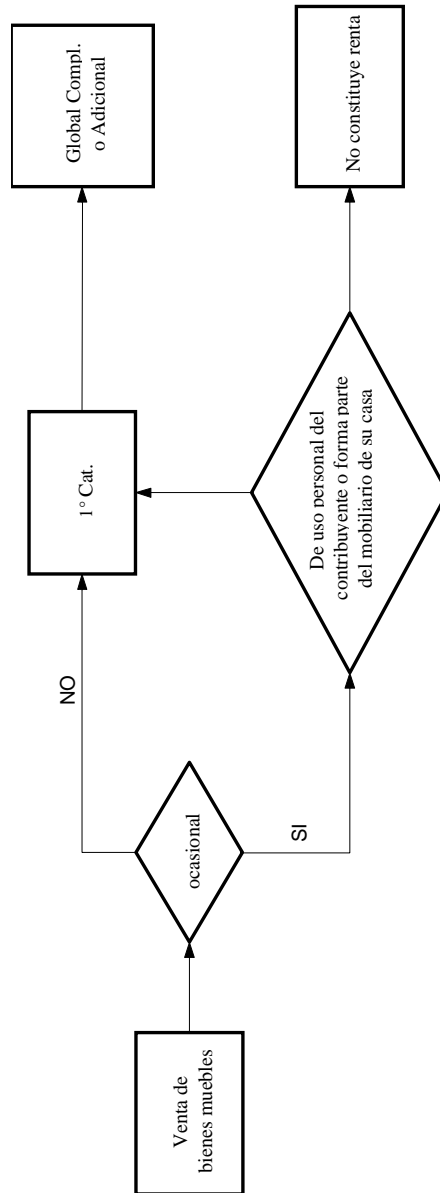 Venta de
bienes muebles
ocasional
NO
SI
1° Cat.
De uso personal del
contribuyente o forma parte
del mobiliario de su casa
Global Compl.
o Adicional
No constituye renta